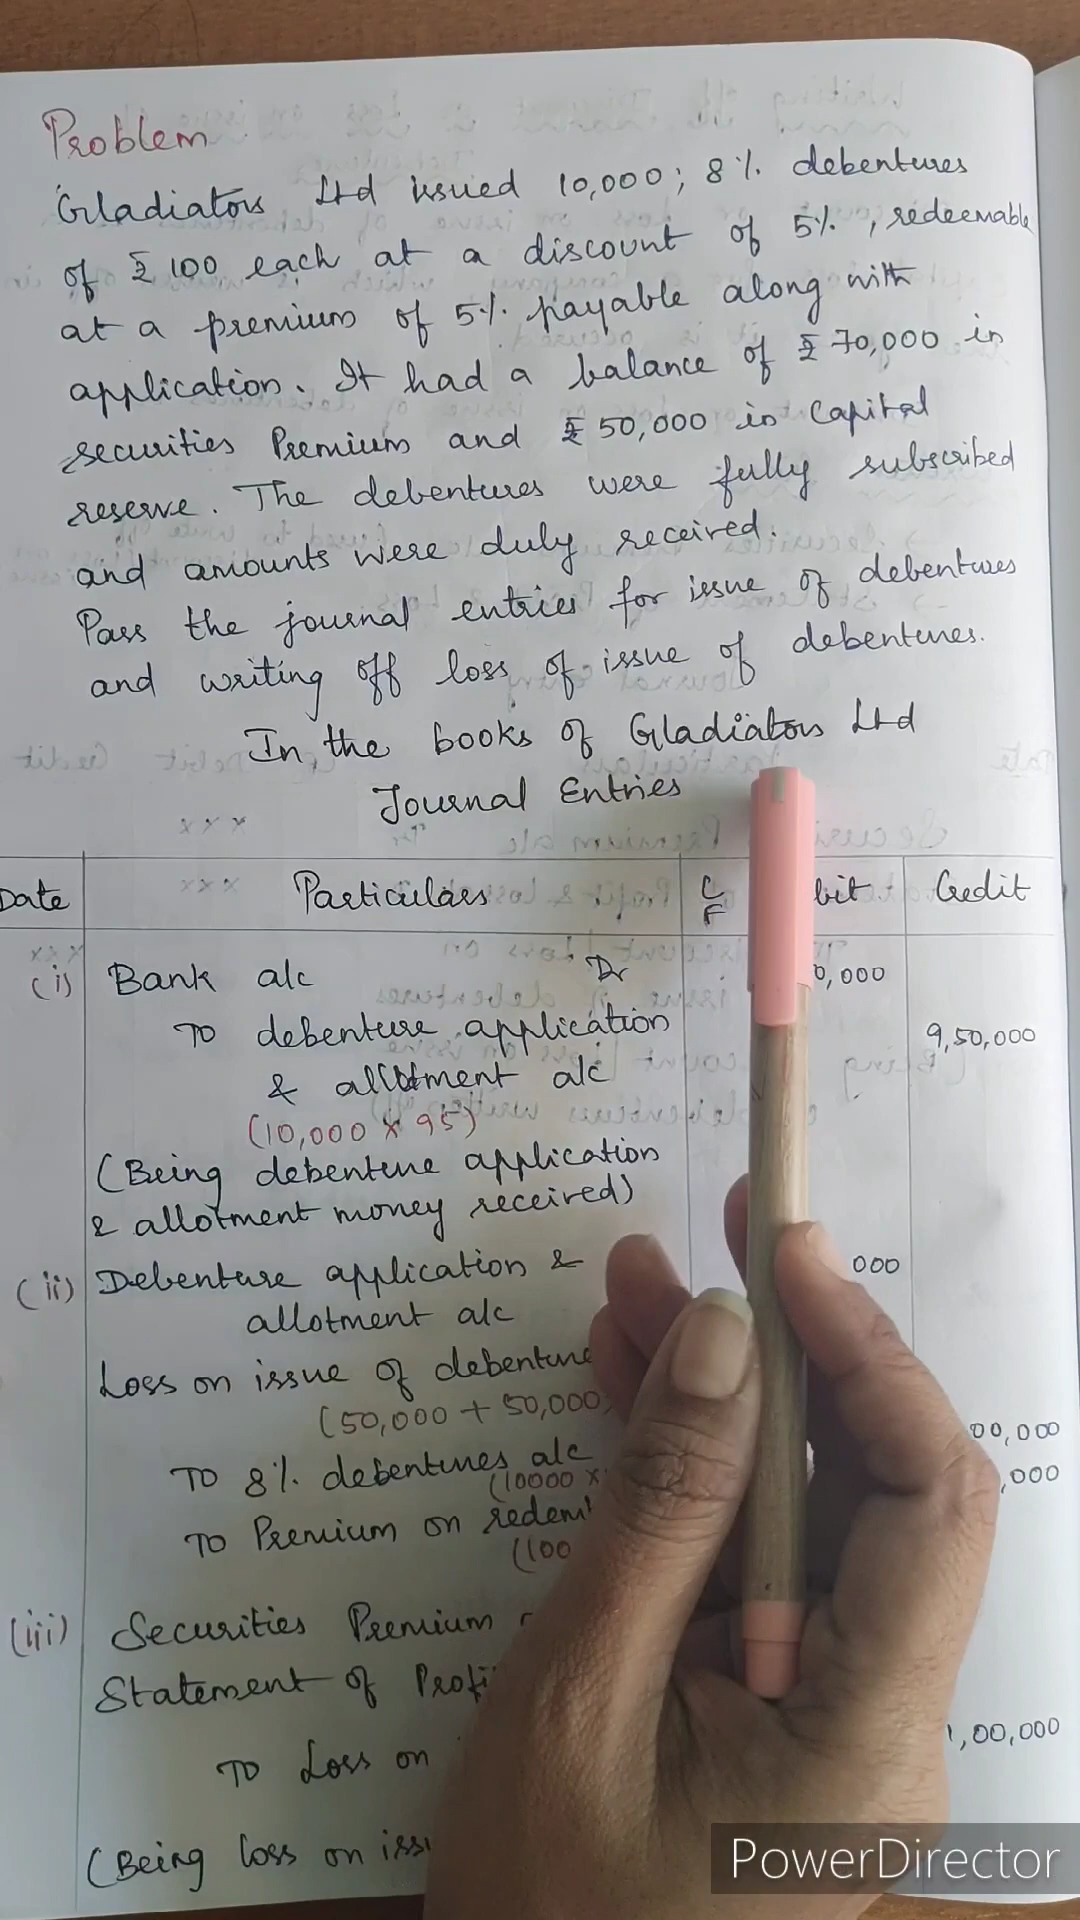 Problem
Gladiators Ltd issued 10,000; 8% debentures
of ₹ 100 each at a discount of 5%, redeemable
at a premium of 5% payable along with
application. It had a balance of ₹ 70,000 in
securities Premium and ₹ 50,000 in Capital
reserve. The debentures were fully subscribed
and amounts were duly received.
Pass the journal entries for issue of debentures
and writing off loss of issue of debentures.
In the books of Gladiators Ltd
Journal Entries
Date Particulars bit Credit
(i) Bank a/c Dr 0,000
To debenture application 9,50,000
& allotment a/c
(10,000 x 95)
(Being debenture application
& allotment money received)
(ii) Debenture application & 000
allotment a/c
Loss on issue of debenture
(50,000 + 50,000
To 8% debentures a/c 00,000
(10000 x ,000
To Premium on redem
(100
(iii) Securities Premium
Statement of Profi
To Loss on 1,00,000
(Being loss on iss
PowerDirector